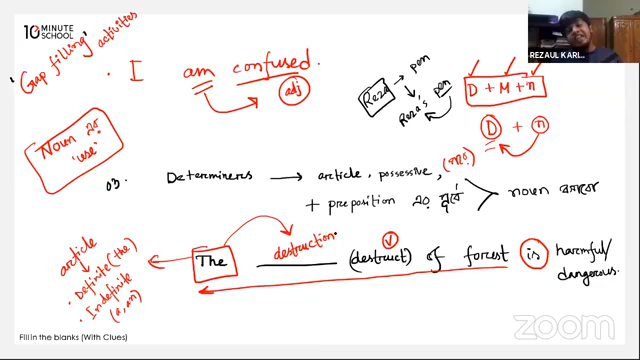 10 MINUTE SCHOOL
"Gap filling" activities
I am confused.
adj
Reza → pen
Reza's pen
D + M + n
D + n
REZAUL KARI...
Noun এর
"use"
03. Determiners → article, possessive,
+ preposition এর পূর্বে
noun
The destruction (destruct) of forest is harmful/
v
dangerous.
article
• Definite (the)
• Indefinite
(a, an)
Fill in the blanks (With Clues)
zoom